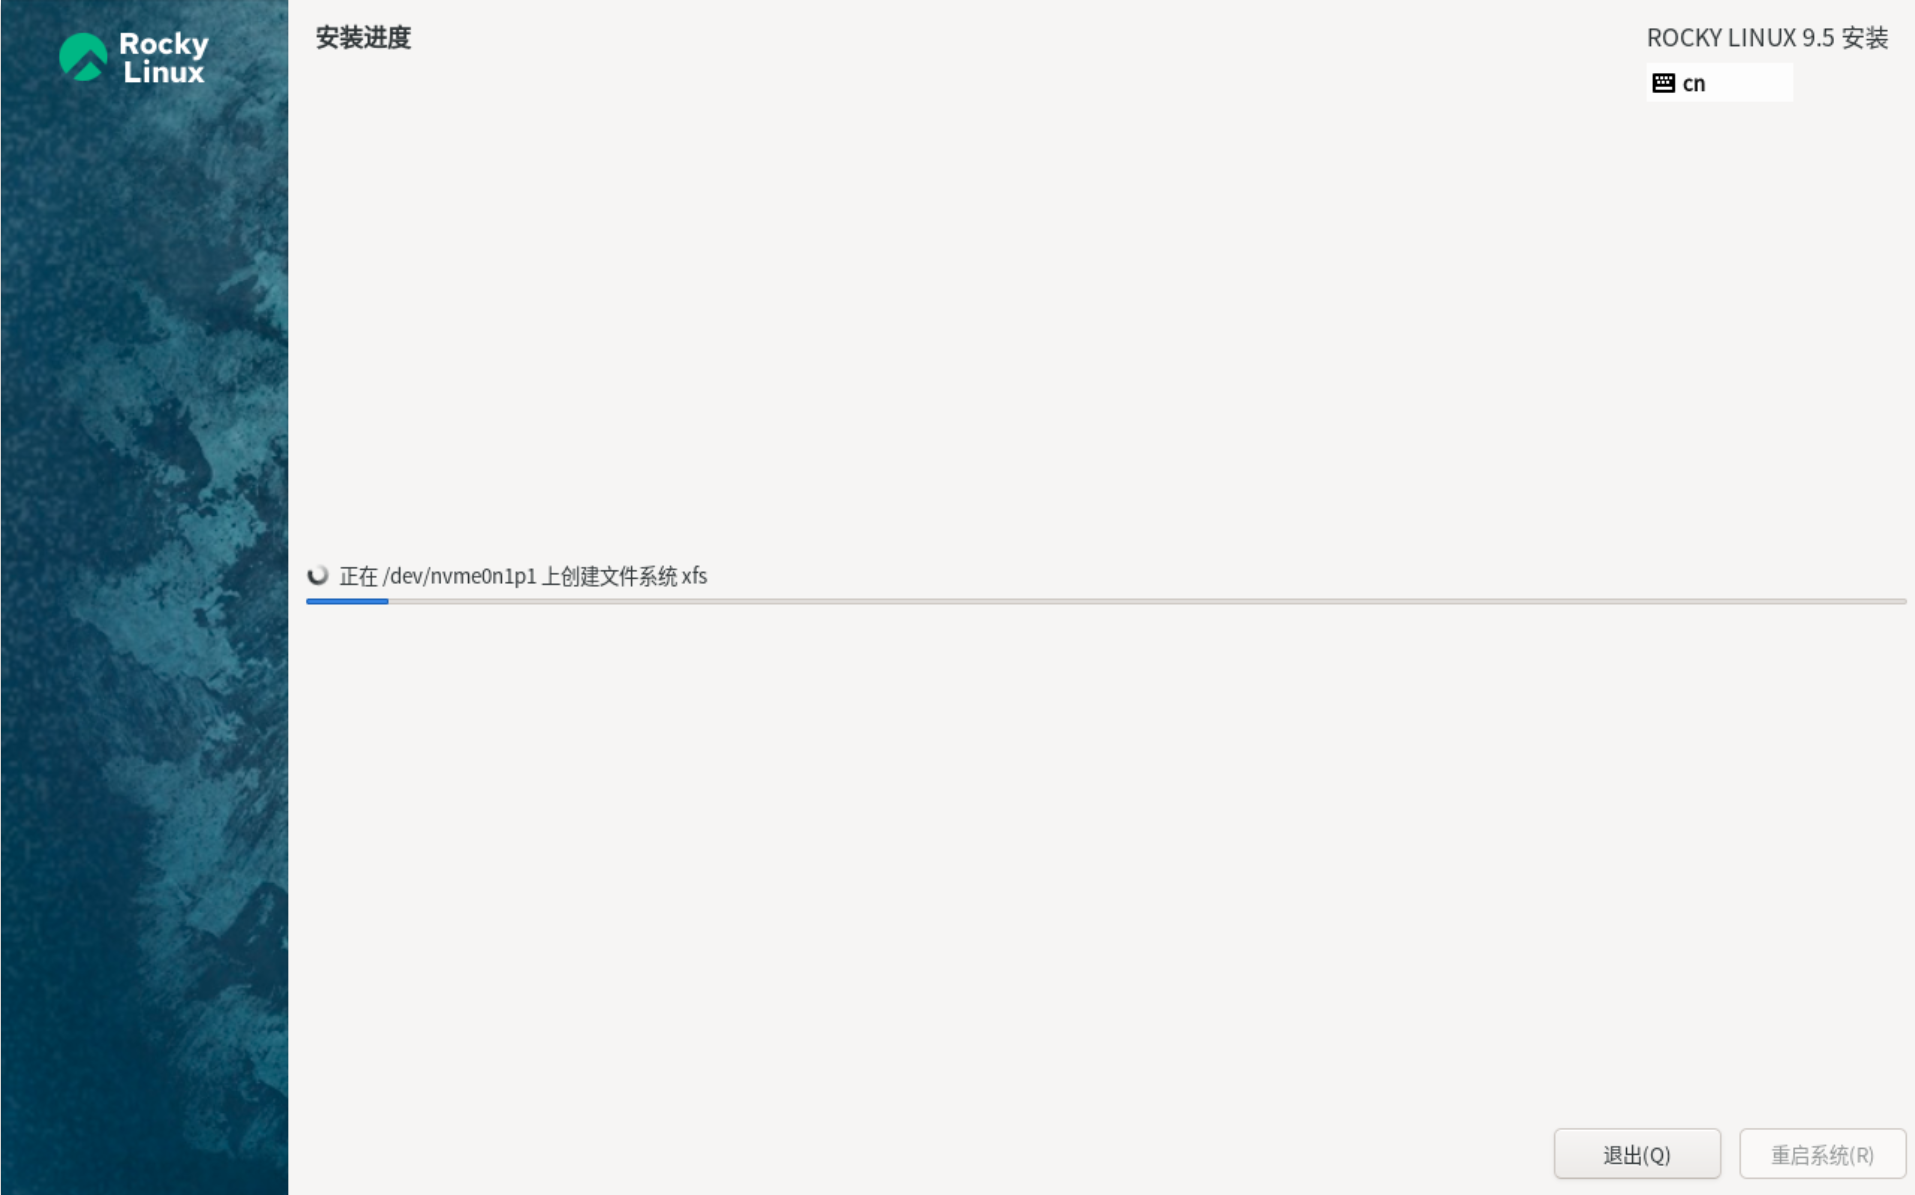 Rocky
Linux
安装进度
ROCKY LINUX 9.5 安装
cn
正在 /dev/nvme0n1p1 上创建文件系统 xfs
退出(Q)
重启系统(R)